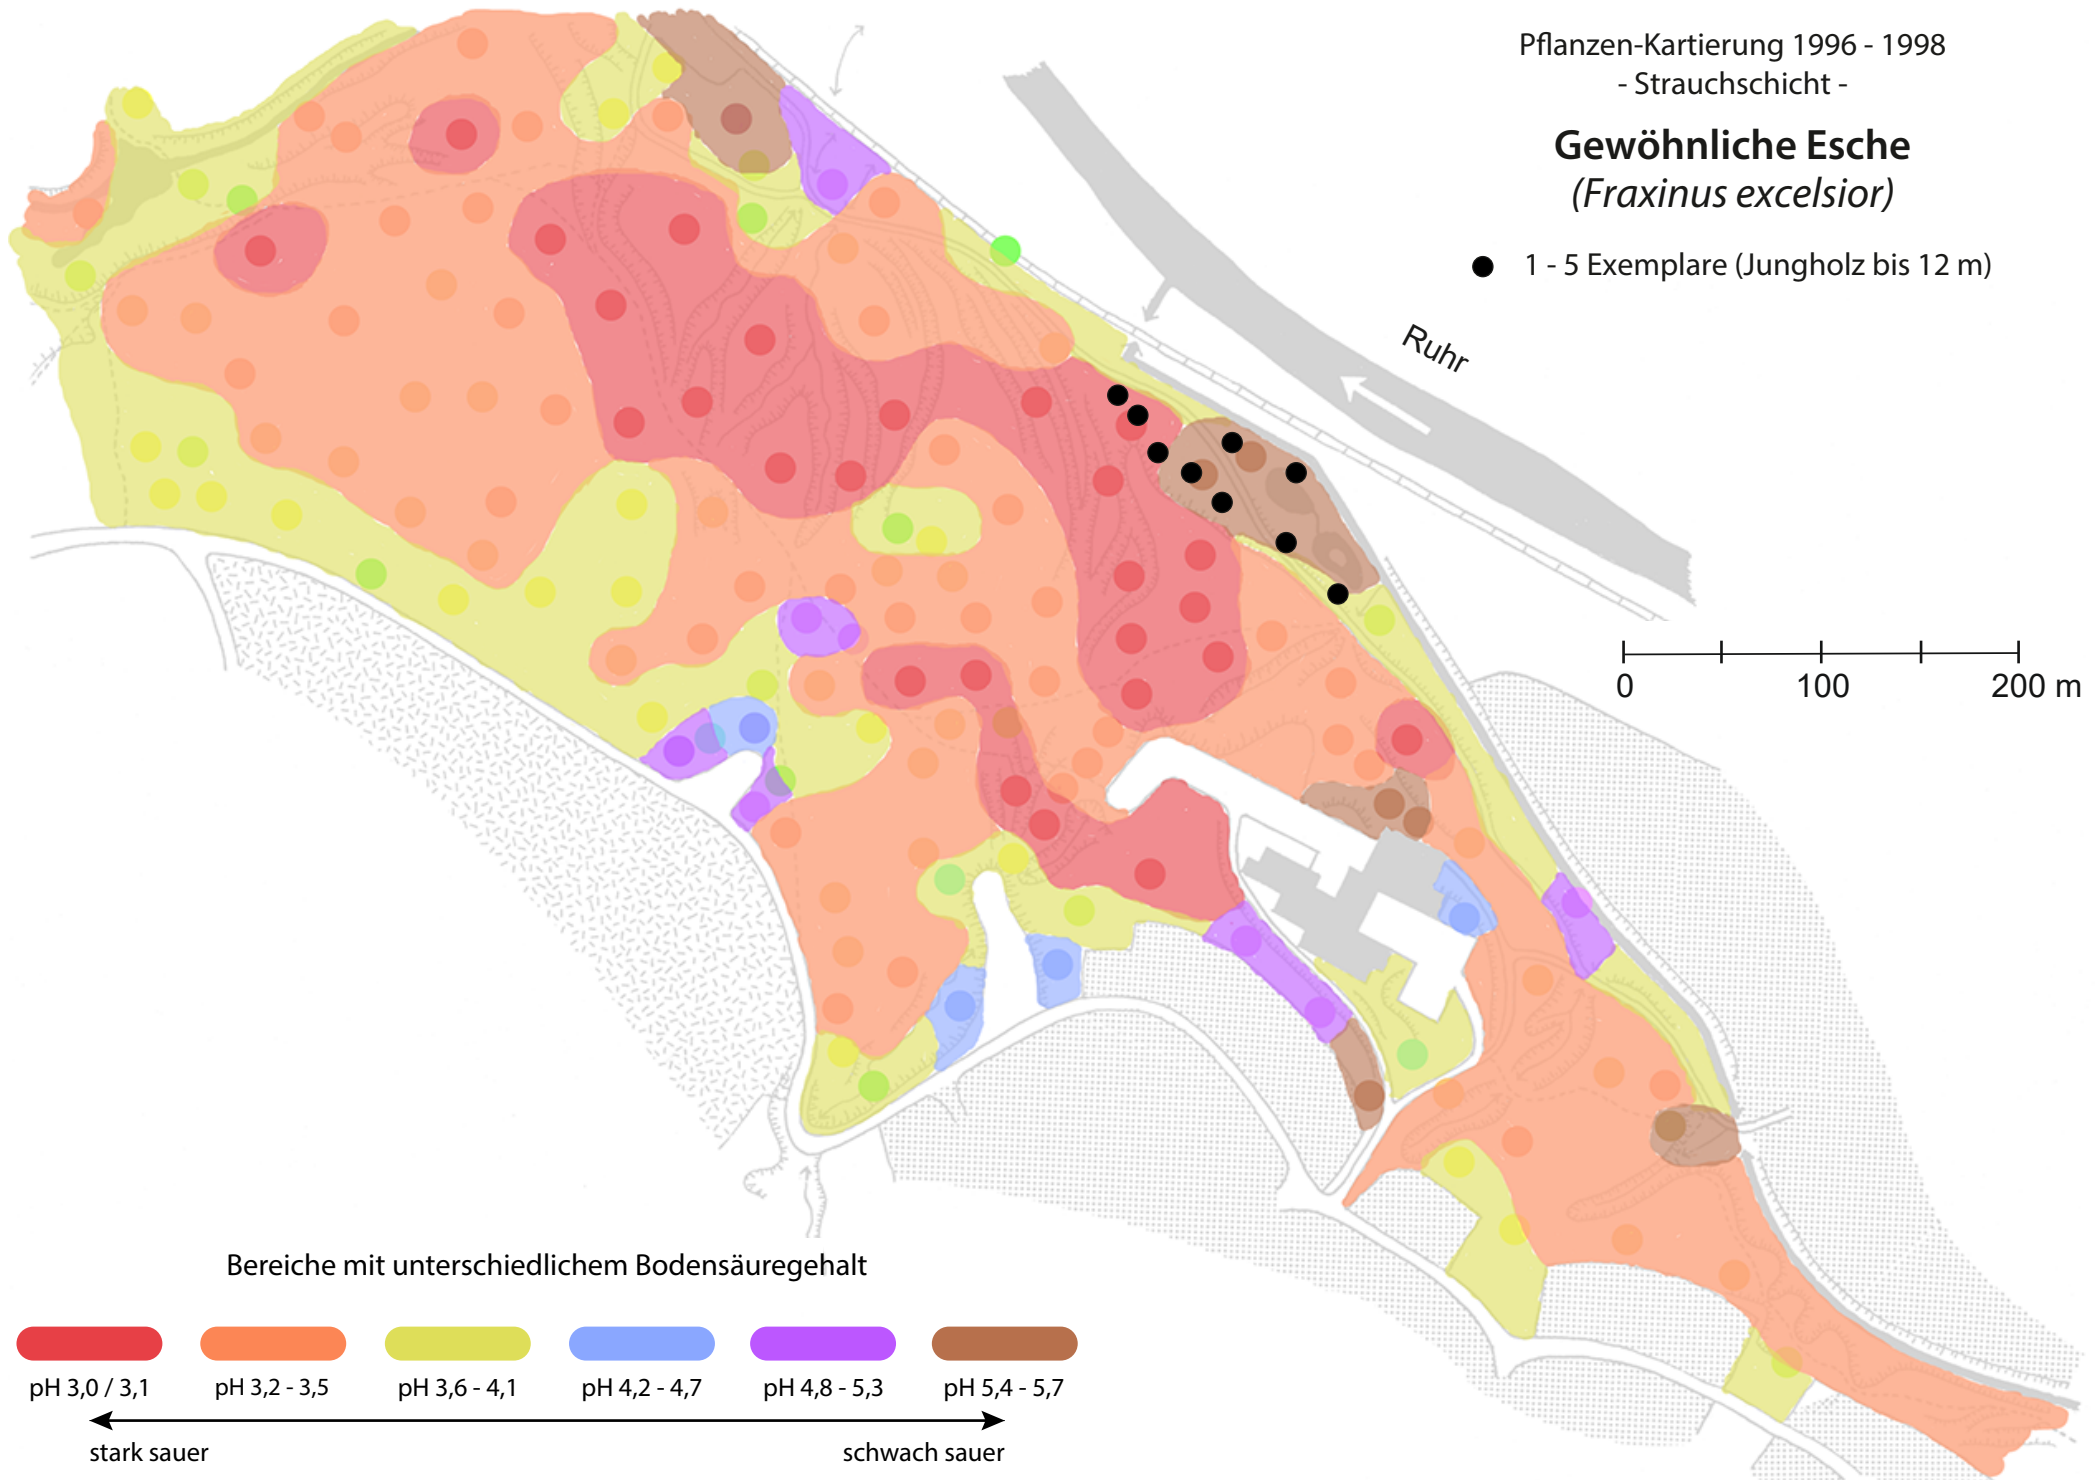 Pflanzen-Kartierung 1996 - 1998
- Strauchschicht -
Gewöhnliche Esche
(Fraxinus excelsior)
1 - 5 Exemplare (Jungholz bis 12 m)
Ruhr
0 100 200 m
Bereiche mit unterschiedlichem Bodensäuregehalt
pH 3,0 / 3,1 pH 3,2 - 3,5 pH 3,6 - 4,1 pH 4,2 - 4,7 pH 4,8 - 5,3 pH 5,4 - 5,7
stark sauer schwach sauer